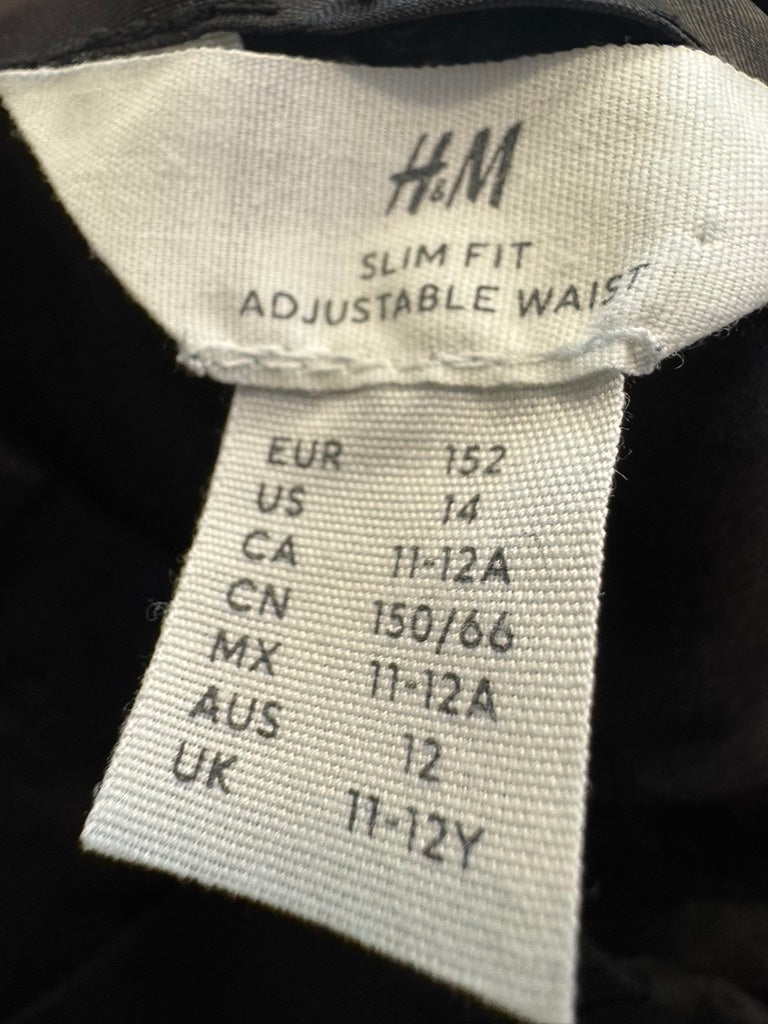 H&M
SLIM FIT
ADJUSTABLE WAIST
EUR 152
US 14
CA 11-12A
CN 150/66
MX 11-12A
AUS 12
UK 11-12Y